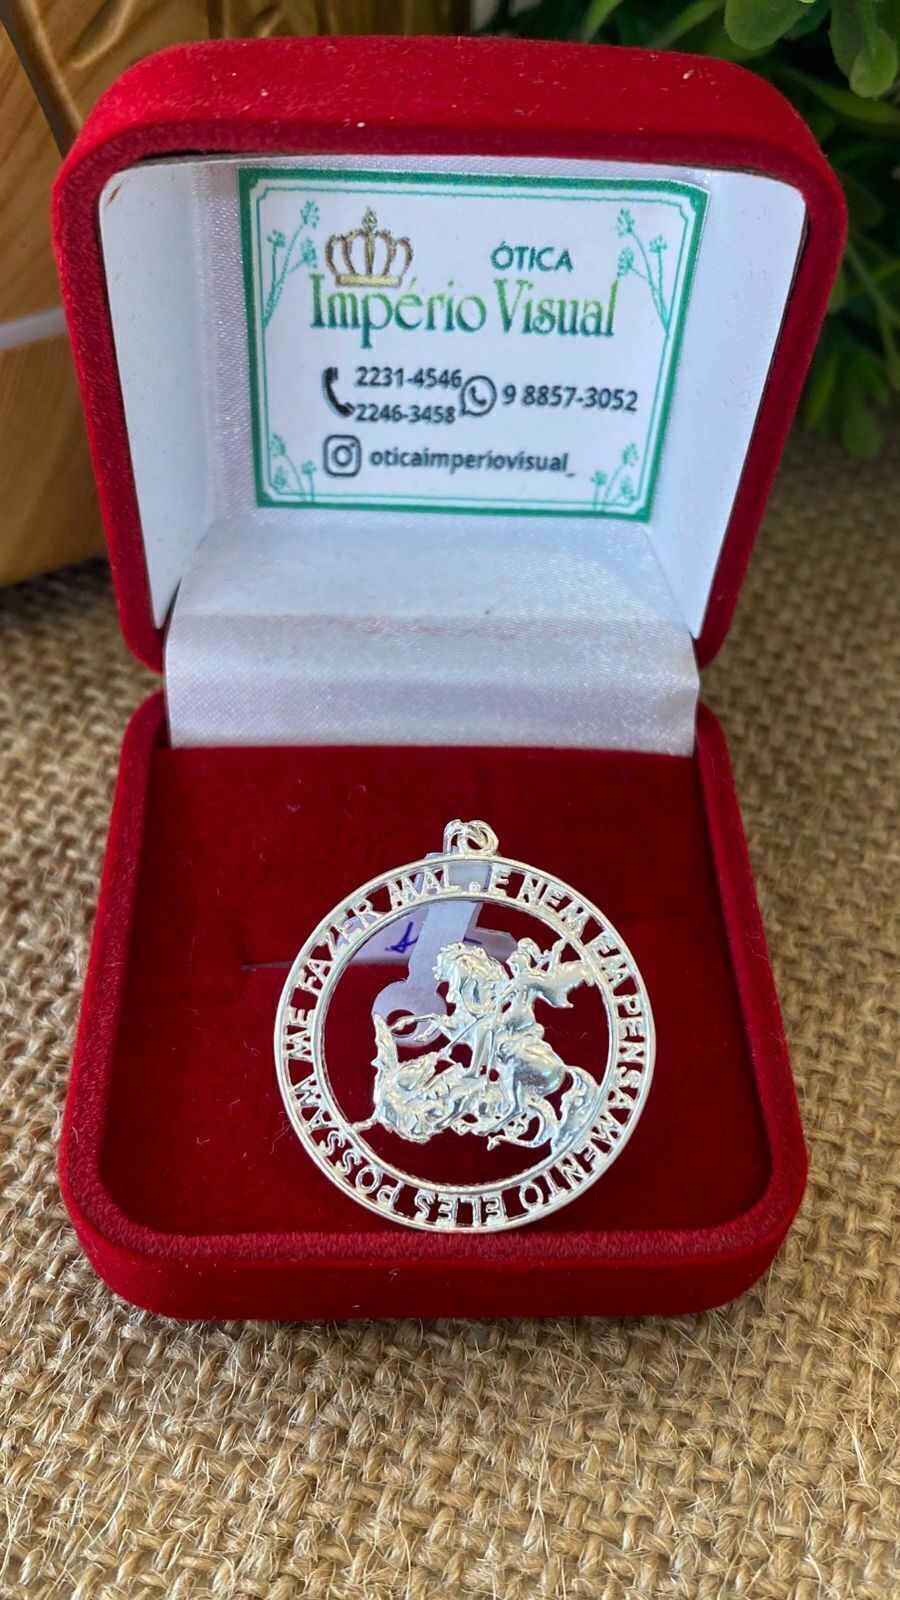 ÓTICA
Império Visual
2231-4546
2246-3458
9 8857-3052
oticaimperiovisual_
E NEM EM PENSAMENTO ELES POSSAM ME FAZER MAL.